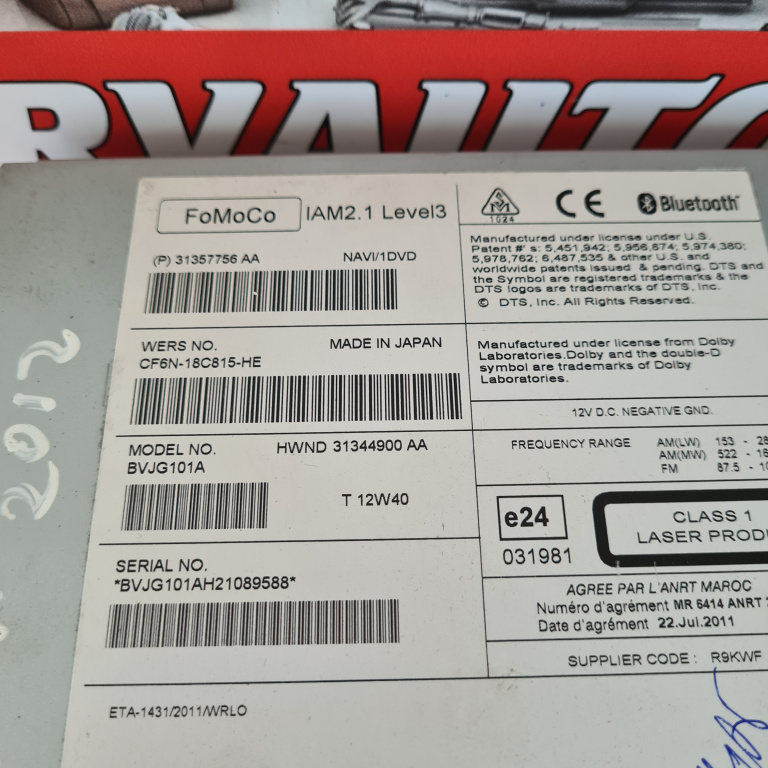 RVAUTO
FoMoCo IAM2.1 Level3
(P) 31357756 AA NAVI/1DVD
WERS NO. MADE IN JAPAN
CF6N-18C815-HE
MODEL NO. HWND 31344900 AA
BVJG101A
T 12W40
SERIAL NO.
*BVJG101AH21089588*
ETA-1431/2011/WRLO
1024
CE
Bluetooth
Manufactured under license under U.S.
Patent #' s: 5,451,942; 5,956,674; 5,974,380;
5,978,762; 6,487,535 & other U.S. and
worldwide patents issued & pending. DTS and
the Symbol are registered trademarks & the
DTS logos are trademarks of DTS, Inc.
© DTS, Inc. All Rights Reserved.
Manufactured under license from Dolby
Laboratories.Dolby and the double-D
symbol are trademarks of Dolby
Laboratories.
12V D.C. NEGATIVE GND.
FREQUENCY RANGE AM(LW) 153 -
AM(MW) 522 -
FM 87.5 -
e24
031981
CLASS 1
LASER PROD
AGREE PAR L'ANRT MAROC
Numéro d'agrément MR 6414 ANRT
Date d'agrément 22.Jul.2011
SUPPLIER CODE : R9KWF
2012